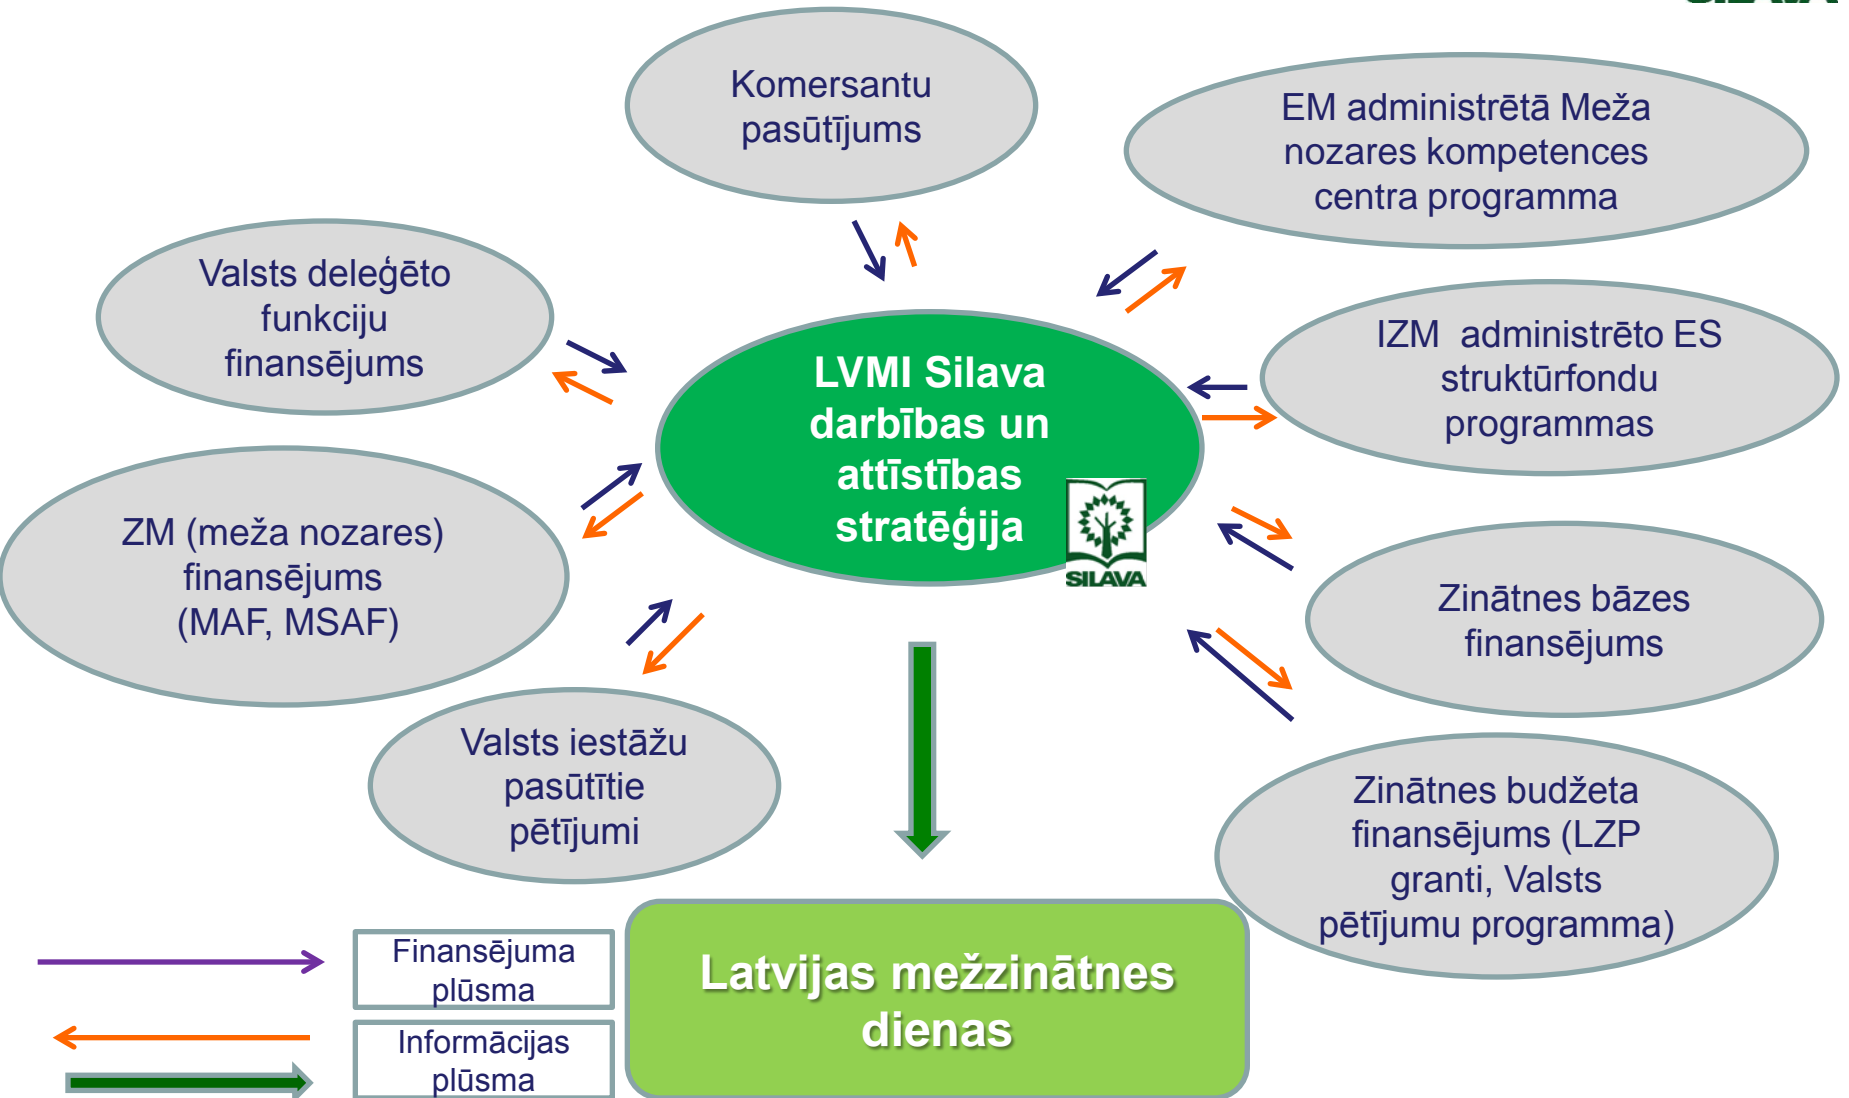 SILAVA
Komersantu
pasūtījums
EM administrētā Meža
nozares kompetences
centra programma
Valsts deleģēto
funkciju
finansējums
IZM  administrēto ES
struktūrfondu
programmas
LVMI Silava
darbības un
attīstības
stratēģija
SILAVA
ZM (meža nozares)
finansējums
(MAF, MSAF)
Zinātnes bāzes
finansējums
Valsts iestāžu
pasūtītie
pētījumi
Zinātnes budžeta
finansējums (LZP
granti, Valsts
pētījumu programma)
Finansējuma
plūsma
Informācijas
plūsma
Latvijas mežzinātnes
dienas